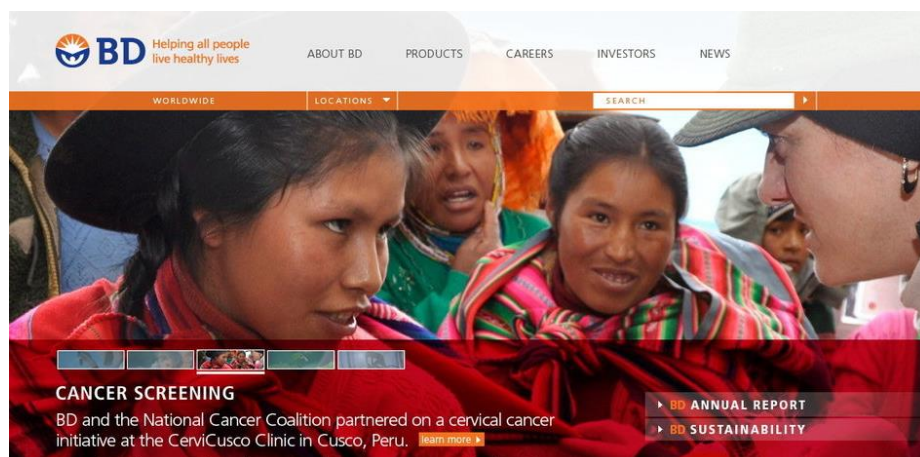 BD Helping all people
live healthy lives
ABOUT BD PRODUCTS CAREERS INVESTORS NEWS
WORLDWIDE LOCATIONS SEARCH
CANCER SCREENING
BD and the National Cancer Coalition partnered on a cervical cancer
initiative at the CerviCusco Clinic in Cusco, Peru. learn more
BD ANNUAL REPORT
BD SUSTAINABILITY